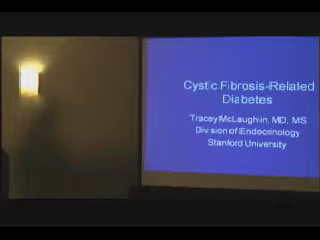 Cystic Fibrosis-Related
Diabetes
Tracey McLaughlin, MD, MS
Division of Endocrinology
Stanford University